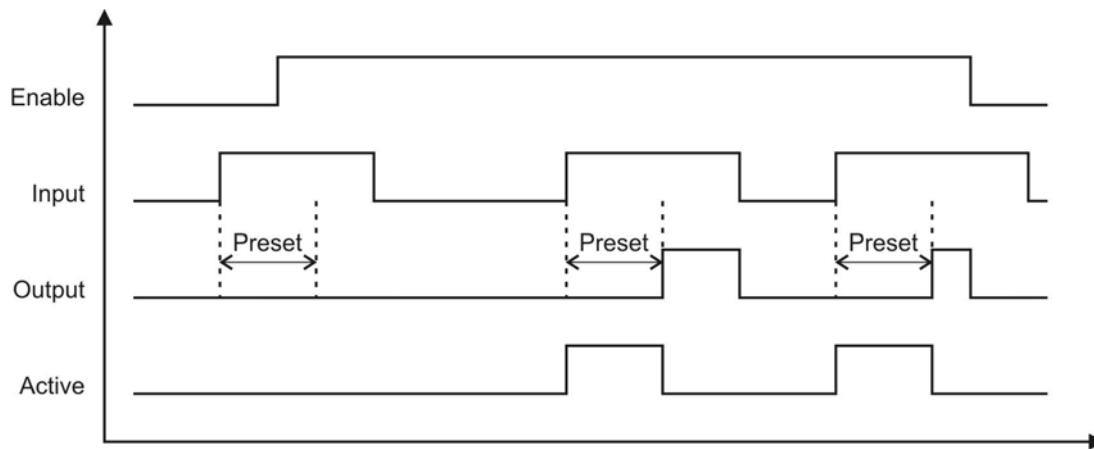 Enable
Input
Preset Preset Preset
Output
Active